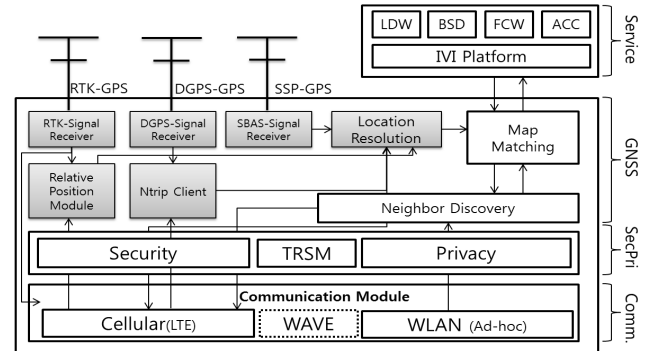 LDW BSD FCW ACC
IVI Platform
Service
RTK-GPS DGPS-GPS SSP-GPS
RTK-Signal
Receiver
DGPS-Signal
Receiver
SBAS-Signal
Receiver
Location
Resolution
Map
Matching
GNSS
Relative
Position
Module
Ntrip Client
Neighbor Discovery
Security TRSM Privacy
SecPri
Communication Module
Cellular(LTE) WAVE WLAN (Ad-hoc)
Comm.